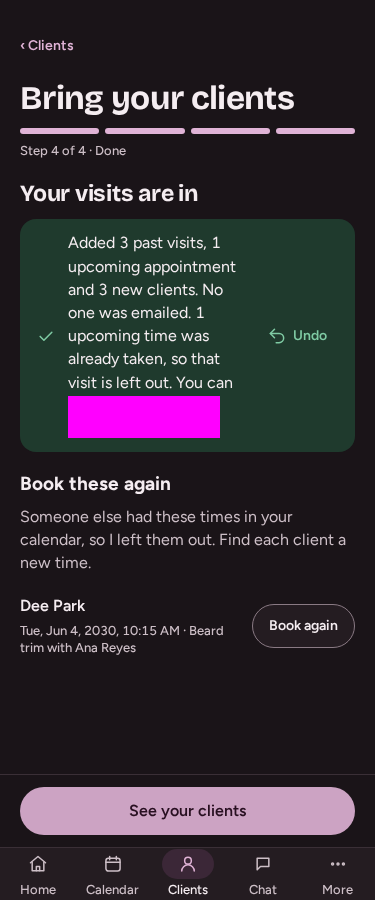 ‹ Clients
Bring your clients
Step 4 of 4 · Done
Your visits are in
Added 3 past visits, 1
upcoming appointment
and 3 new clients. No
one was emailed. 1
upcoming time was
already taken, so that
visit is left out. You can
Undo
Book these again
Someone else had these times in your
calendar, so I left them out. Find each client a
new time.
Dee Park
Tue, Jun 4, 2030, 10:15 AM · Beard
trim with Ana Reyes
Book again
See your clients
Home
Calendar
Clients
Chat
More